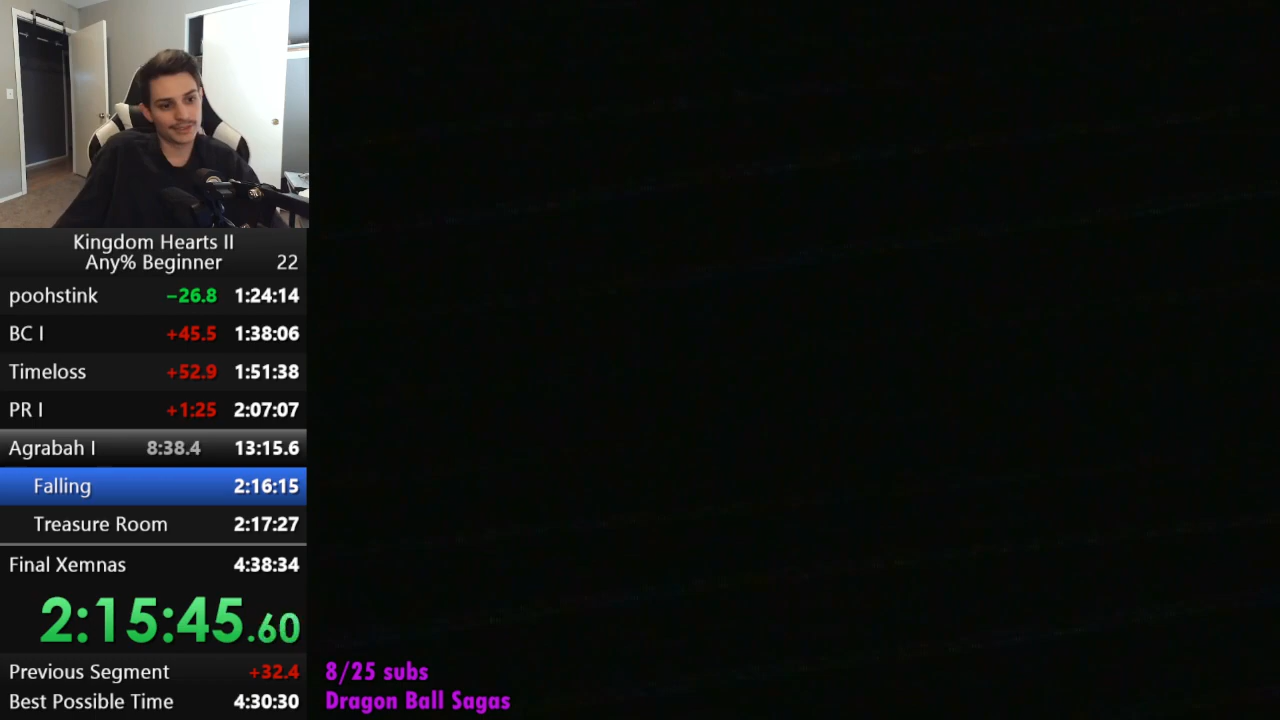 Kingdom Hearts II
Any% Beginner 22
poohstink −26.8 1:24:14
BC I +45.5 1:38:06
Timeloss +52.9 1:51:38
PR I +1:25 2:07:07
Agrabah I 8:38.4 13:15.6
Falling 2:16:15
Treasure Room 2:17:27
Final Xemnas 4:38:34
2:15:45.60
Previous Segment +32.4
Best Possible Time 4:30:30
8/25 subs
Dragon Ball Sagas